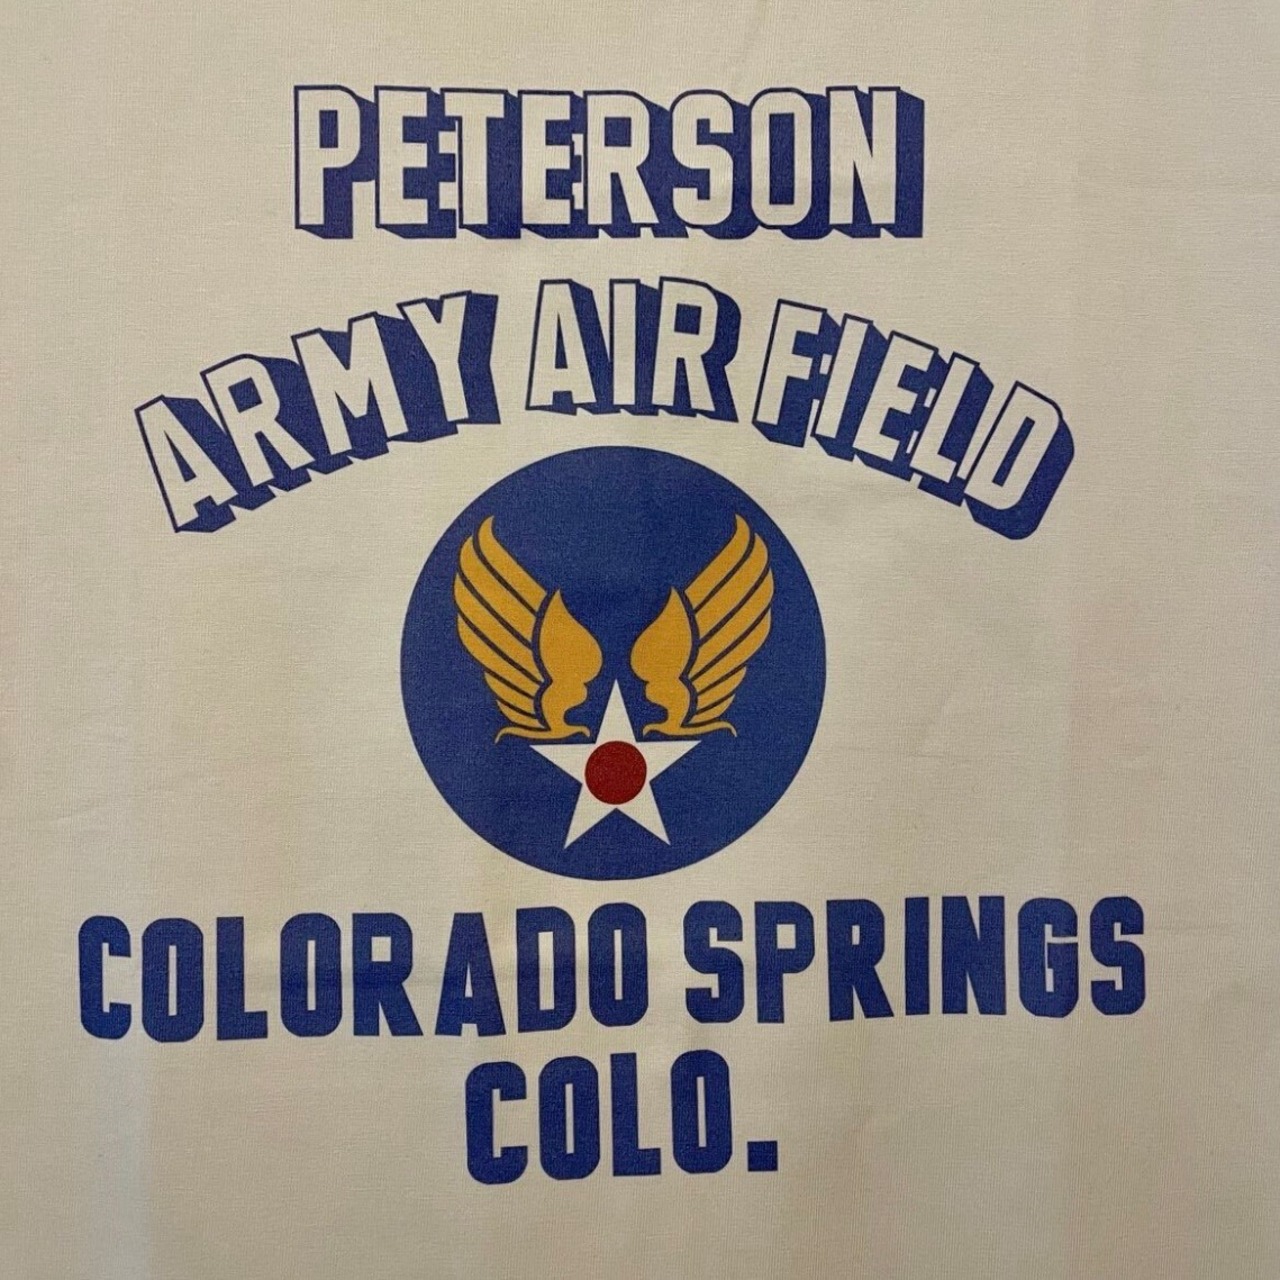 PETERSON
ARMY AIR FIELD
COLORADO SPRINGS
COLO.